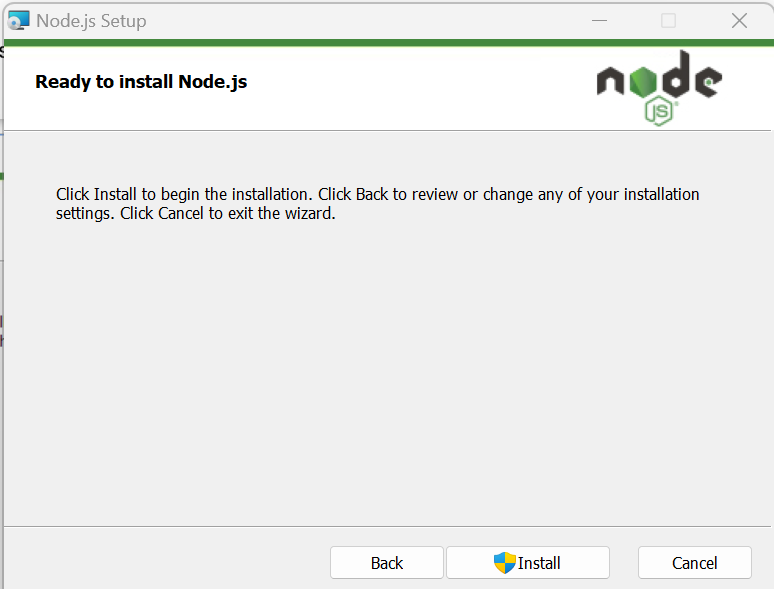 Node.js Setup
Ready to install Node.js
node
JS
Click Install to begin the installation. Click Back to review or change any of your installation
settings. Click Cancel to exit the wizard.
Back
Install
Cancel